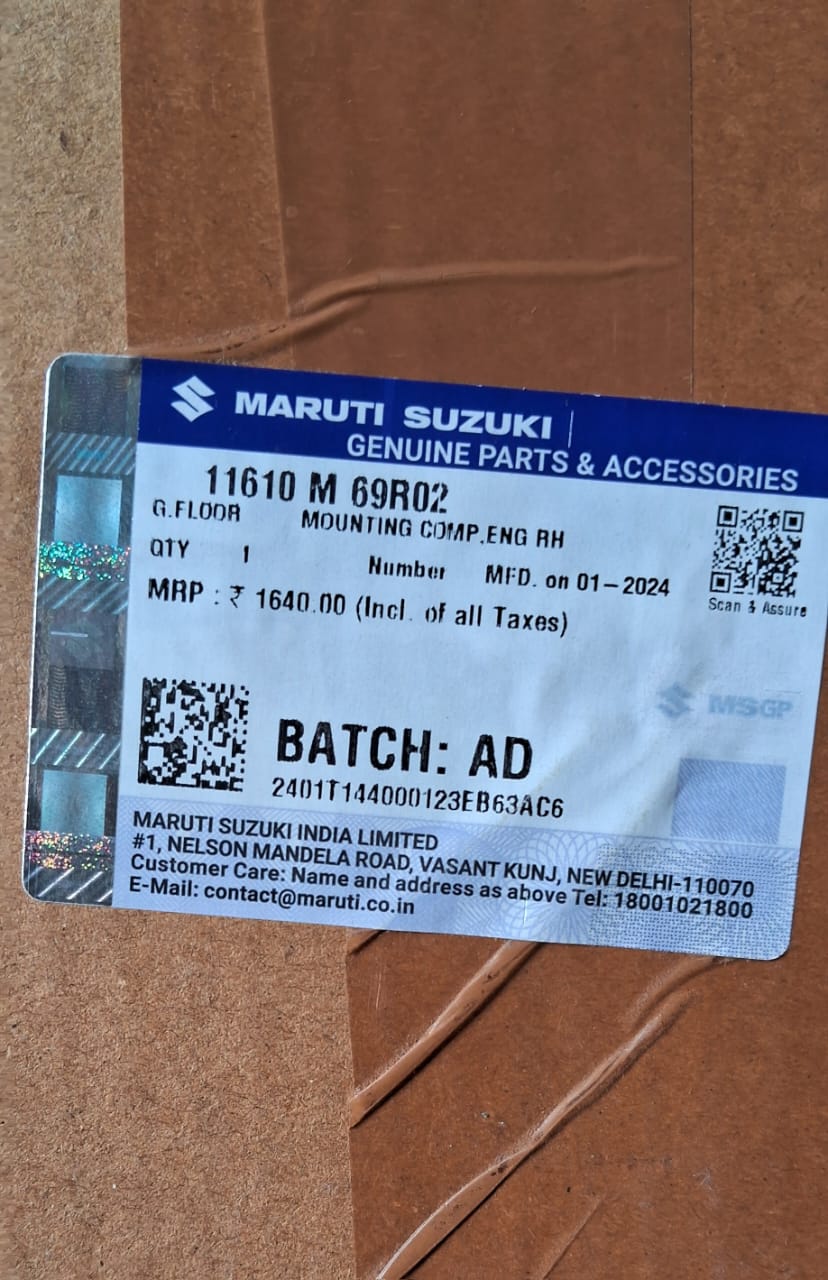 MARUTI SUZUKI
GENUINE PARTS & ACCESSORIES
11610 M 69R02
G.FLOOR MOUNTING COMP,ENG RH
QTY 1 Number MFD. on 01-2024
MRP : ₹ 1640.00 (Incl. of all Taxes)
Scan & Assure
MSGP
BATCH: AD
2401T144000123EB63AC6
MARUTI SUZUKI INDIA LIMITED
#1, NELSON MANDELA ROAD, VASANT KUNJ, NEW DELHI-110070
Customer Care: Name and address as above Tel: 18001021800
E-Mail: contact@maruti.co.in